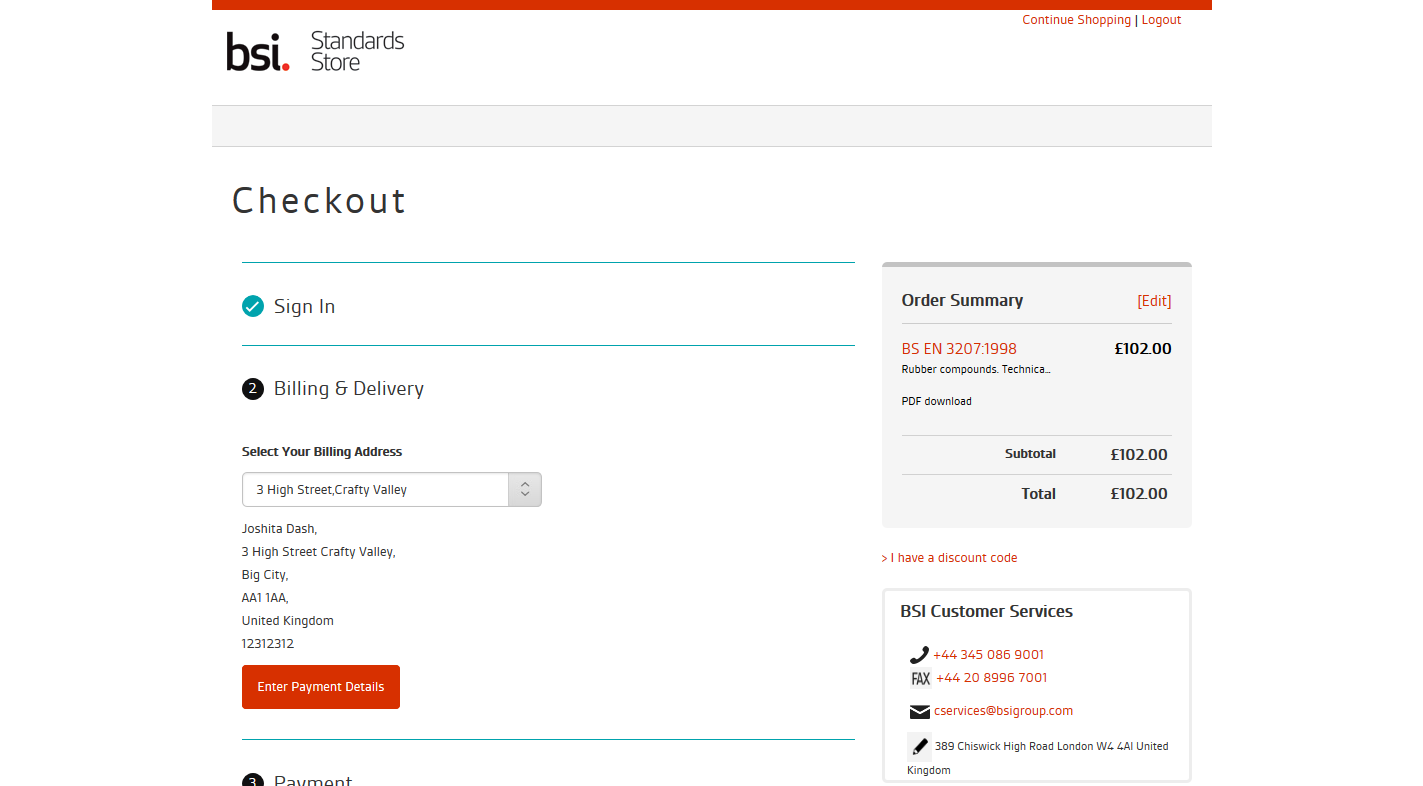 Continue Shopping | Logout
bsi. Standards
Store
Checkout
Sign In
2 Billing & Delivery
Select Your Billing Address
3 High Street,Crafty Valley
Joshita Dash,
3 High Street Crafty Valley,
Big City,
AA1 1AA,
United Kingdom
12312312
Enter Payment Details
3 Payment
Order Summary [Edit]
BS EN 3207:1998 £102.00
Rubber compounds. Technica...
PDF download
Subtotal £102.00
Total £102.00
> I have a discount code
BSI Customer Services
+44 345 086 9001
FAX +44 20 8996 7001
cservices@bsigroup.com
389 Chiswick High Road London W4 4Al United
Kingdom